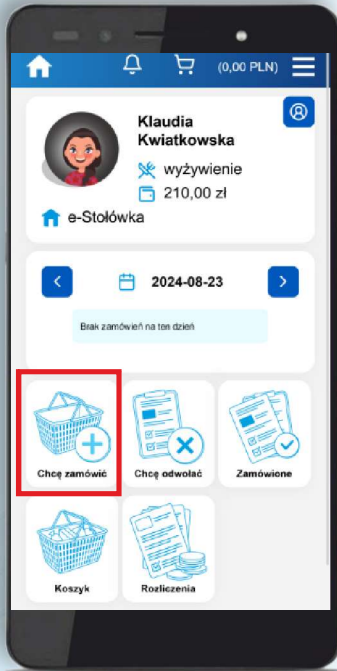 (0,00 PLN)
Klaudia
Kwiatkowska
wyżywienie
210,00 zł
e-Stołówka
2024-08-23
Brak zamówień na ten dzień
Chcę zamówić
Chcę odwołać
Zamówione
Koszyk
Rozliczenia